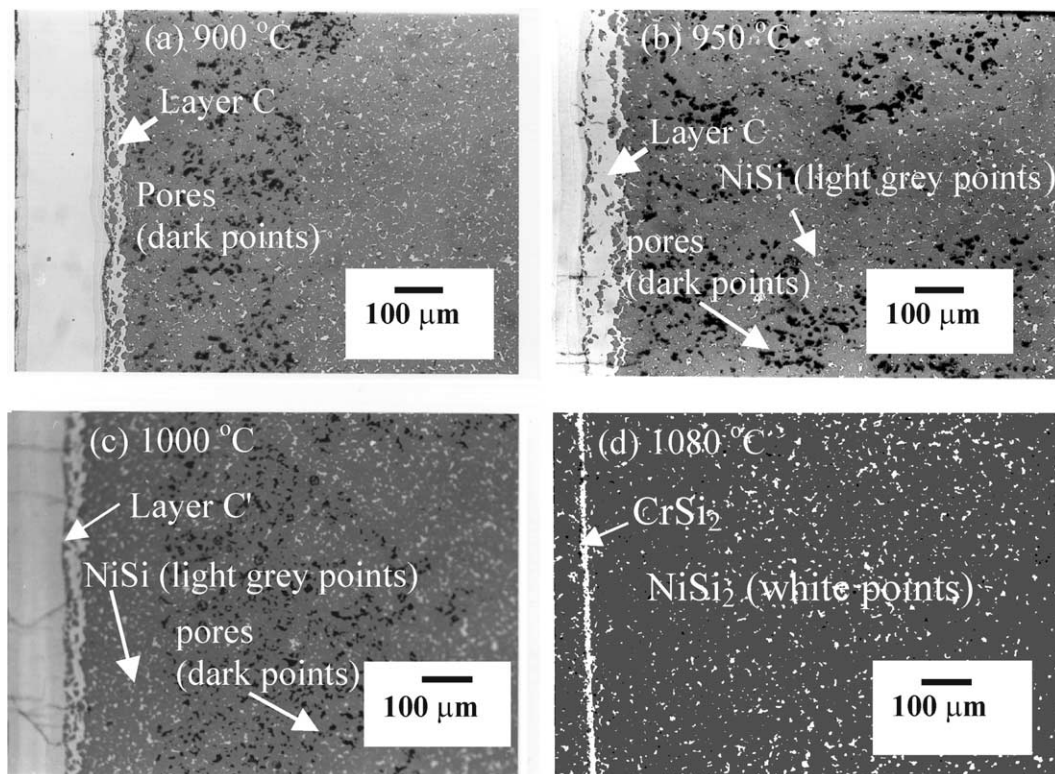 (a) 900 °C
Layer C
Pores
(dark points)
100 μm
(b) 950 °C
Layer C
NiSi (light grey points)
pores
(dark points)
100 μm
(c) 1000 °C
Layer C'
NiSi (light grey points)
pores
(dark points)
100 μm
(d) 1080 °C
CrSi₂
NiSi₂ (white points)
100 μm